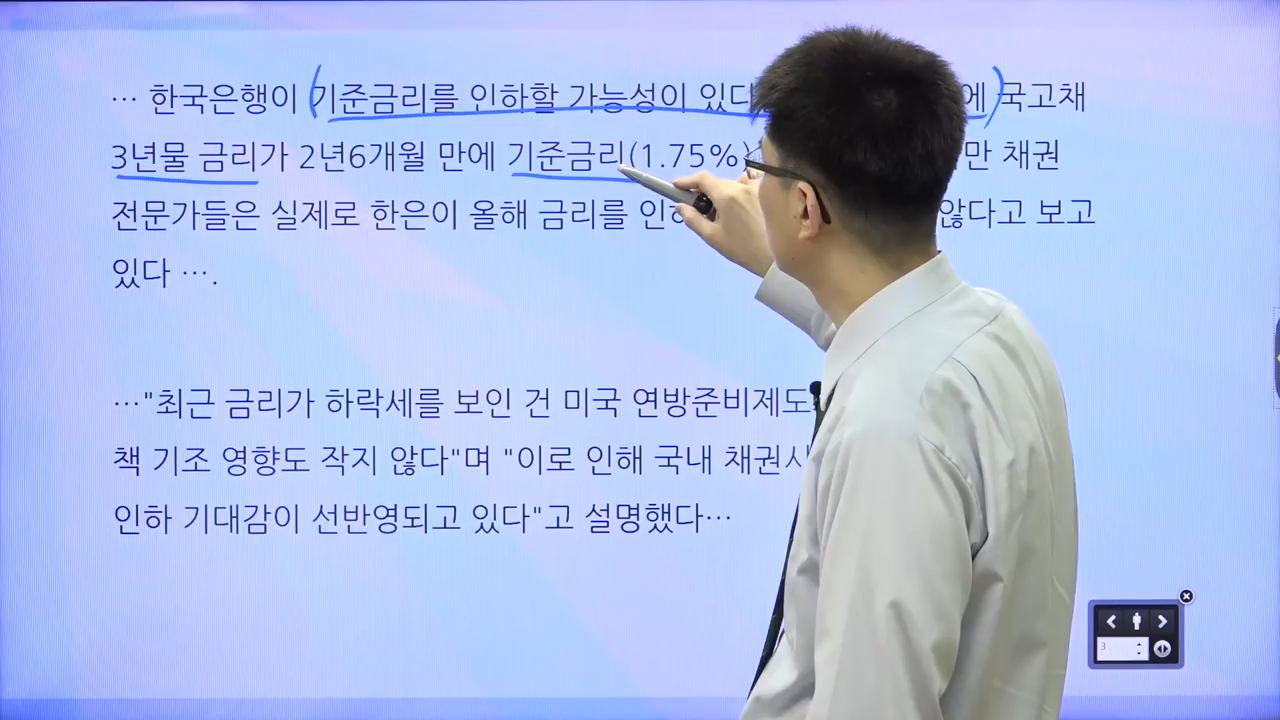 … 한국은행이 기준금리를 인하할 가능성이 있다 에 국고채
3년물 금리가 2년6개월 만에 기준금리(1.75%) 만 채권
전문가들은 실제로 한은이 올해 금리를 않다고 보고
있다 ….
…"최근 금리가 하락세를 보인 건 미국 연방준비제도
책 기조 영향도 작지 않다"며 "이로 인해 국내
인하 기대감이 선반영되고 있다"고 설명했다…
3